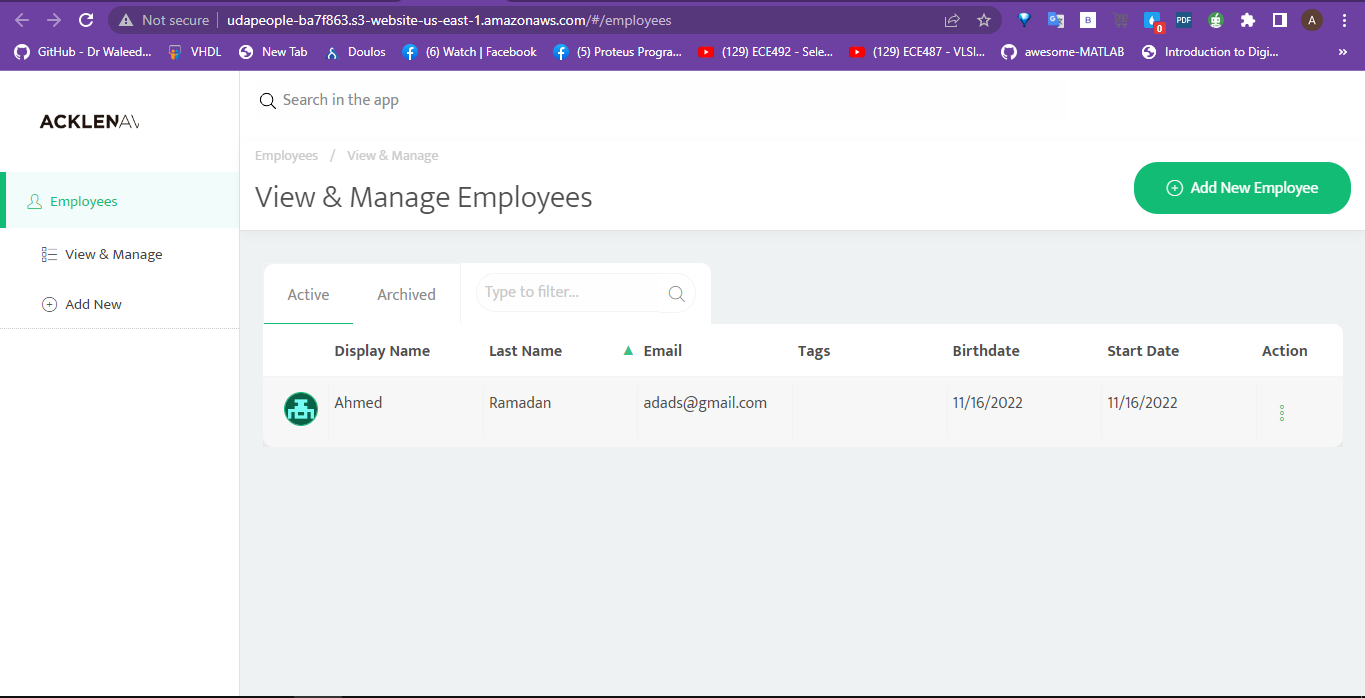 Not secure udapeople-ba7f863.s3-website-us-east-1.amazonaws.com/#/employees B 0 PDF A
GitHub - Dr Waleed... VHDL New Tab Doulos (6) Watch | Facebook (5) Proteus Progra... (129) ECE492 - Sele... (129) ECE487 - VLSI... awesome-MATLAB Introduction to Digi... »
Search in the app
ACKLENAV
Employees / View & Manage
View & Manage Employees
Add New Employee
Employees
View & Manage
Add New
Active Archived Type to filter...
Display Name Last Name ▲ Email Tags Birthdate Start Date Action
Ahmed Ramadan adads@gmail.com 11/16/2022 11/16/2022